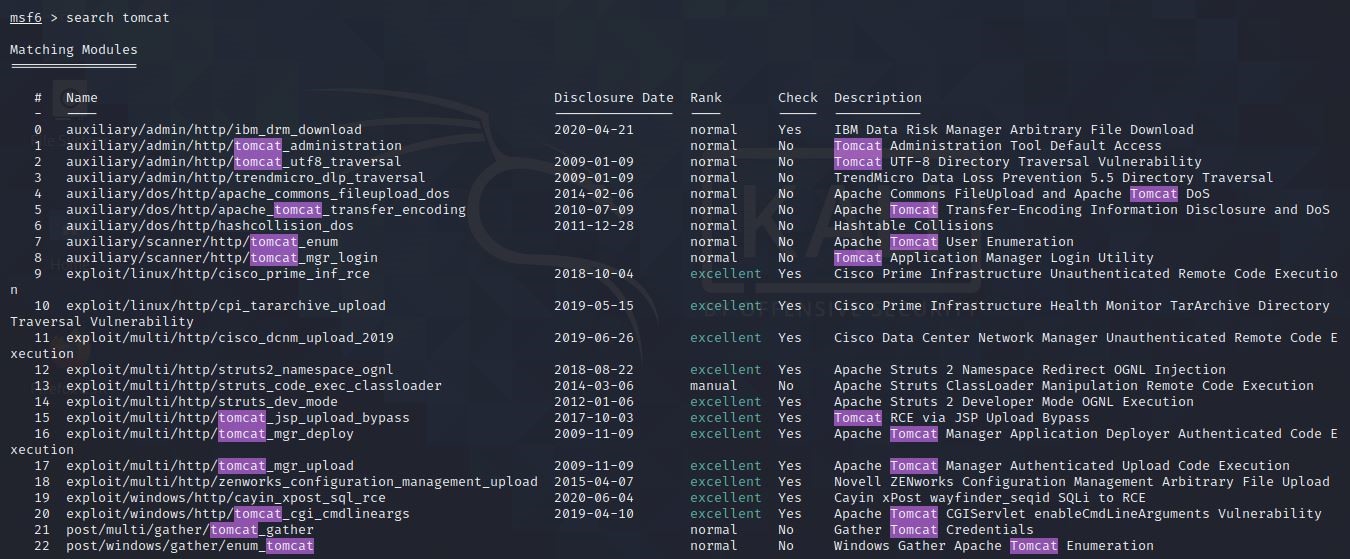 msf6 > search tomcat
Matching Modules
================
# Name Disclosure Date Rank Check Description
- ---- --------------- ---- ----- -----------
0 auxiliary/admin/http/ibm_drm_download 2020-04-21 normal Yes IBM Data Risk Manager Arbitrary File Download
1 auxiliary/admin/http/tomcat_administration normal No Tomcat Administration Tool Default Access
2 auxiliary/admin/http/tomcat_utf8_traversal 2009-01-09 normal No Tomcat UTF-8 Directory Traversal Vulnerability
3 auxiliary/admin/http/trendmicro_dlp_traversal 2009-01-09 normal No TrendMicro Data Loss Prevention 5.5 Directory Traversal
4 auxiliary/dos/http/apache_commons_fileupload_dos 2014-02-06 normal No Apache Commons FileUpload and Apache Tomcat DoS
5 auxiliary/dos/http/apache_tomcat_transfer_encoding 2010-07-09 normal No Apache Tomcat Transfer-Encoding Information Disclosure and DoS
6 auxiliary/dos/http/hashcollision_dos 2011-12-28 normal No Hashtable Collisions
7 auxiliary/scanner/http/tomcat_enum normal No Apache Tomcat User Enumeration
8 auxiliary/scanner/http/tomcat_mgr_login normal No Tomcat Application Manager Login Utility
9 exploit/linux/http/cisco_prime_inf_rce 2018-10-04 excellent Yes Cisco Prime Infrastructure Unauthenticated Remote Code Executio
n
10 exploit/linux/http/cpi_tararchive_upload 2019-05-15 excellent Yes Cisco Prime Infrastructure Health Monitor TarArchive Directory
Traversal Vulnerability
11 exploit/multi/http/cisco_dcnm_upload_2019 2019-06-26 excellent Yes Cisco Data Center Network Manager Unauthenticated Remote Code E
xecution
12 exploit/multi/http/struts2_namespace_ognl 2018-08-22 excellent Yes Apache Struts 2 Namespace Redirect OGNL Injection
13 exploit/multi/http/struts_code_exec_classloader 2014-03-06 manual No Apache Struts ClassLoader Manipulation Remote Code Execution
14 exploit/multi/http/struts_dev_mode 2012-01-06 excellent Yes Apache Struts 2 Developer Mode OGNL Execution
15 exploit/multi/http/tomcat_jsp_upload_bypass 2017-10-03 excellent Yes Tomcat RCE via JSP Upload Bypass
16 exploit/multi/http/tomcat_mgr_deploy 2009-11-09 excellent Yes Apache Tomcat Manager Application Deployer Authenticated Code E
xecution
17 exploit/multi/http/tomcat_mgr_upload 2009-11-09 excellent Yes Apache Tomcat Manager Authenticated Upload Code Execution
18 exploit/multi/http/zenworks_configuration_management_upload 2015-04-07 excellent Yes Novell ZENworks Configuration Management Arbitrary File Upload
19 exploit/windows/http/cayin_xpost_sql_rce 2020-06-04 excellent Yes Cayin xPost wayfinder_seqid SQLi to RCE
20 exploit/windows/http/tomcat_cgi_cmdlineargs 2019-04-10 excellent Yes Apache Tomcat CGIServlet enableCmdLineArguments Vulnerability
21 post/multi/gather/tomcat_gather normal No Gather Tomcat Credentials
22 post/windows/gather/enum_tomcat normal No Windows Gather Apache Tomcat Enumeration